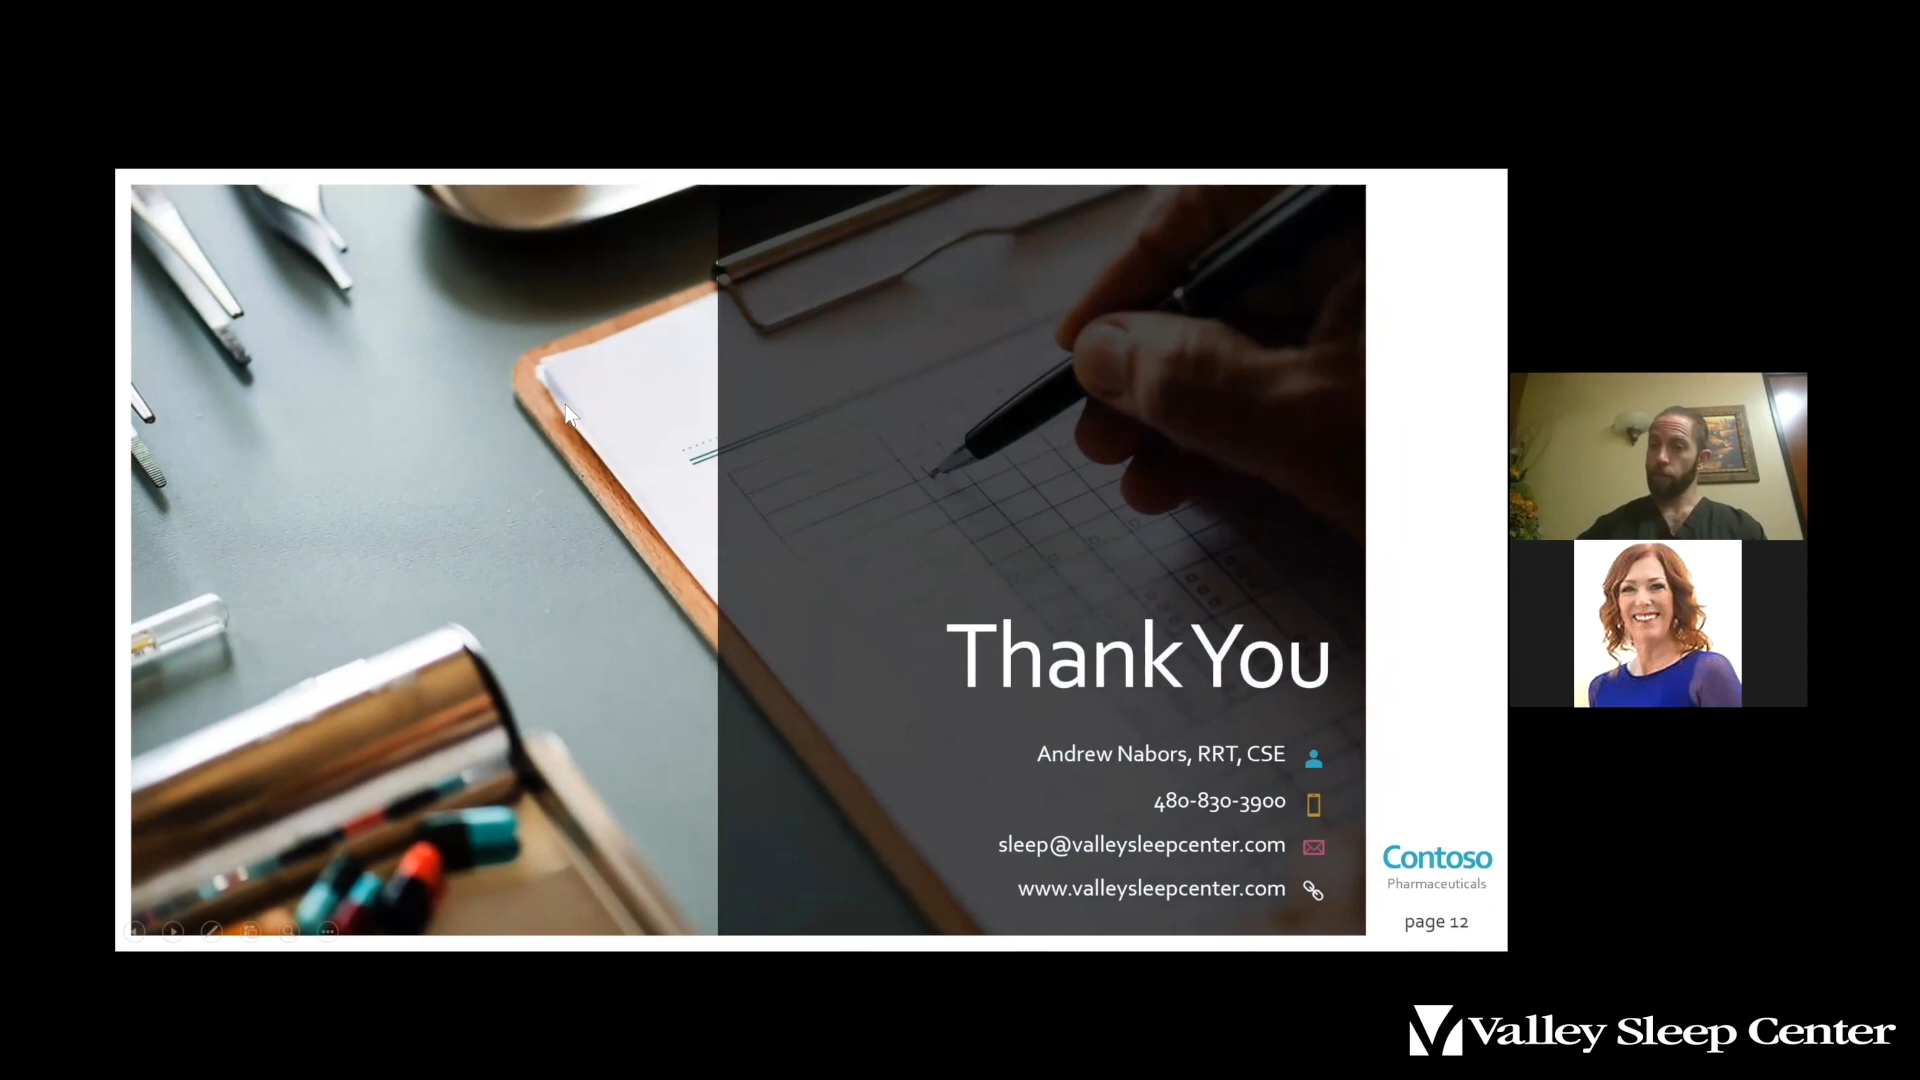 Thank You
Andrew Nabors, RRT, CSE
480-830-3900
sleep@valleysleepcenter.com
www.valleysleepcenter.com
Contoso
Pharmaceuticals
page 12
Valley Sleep Center